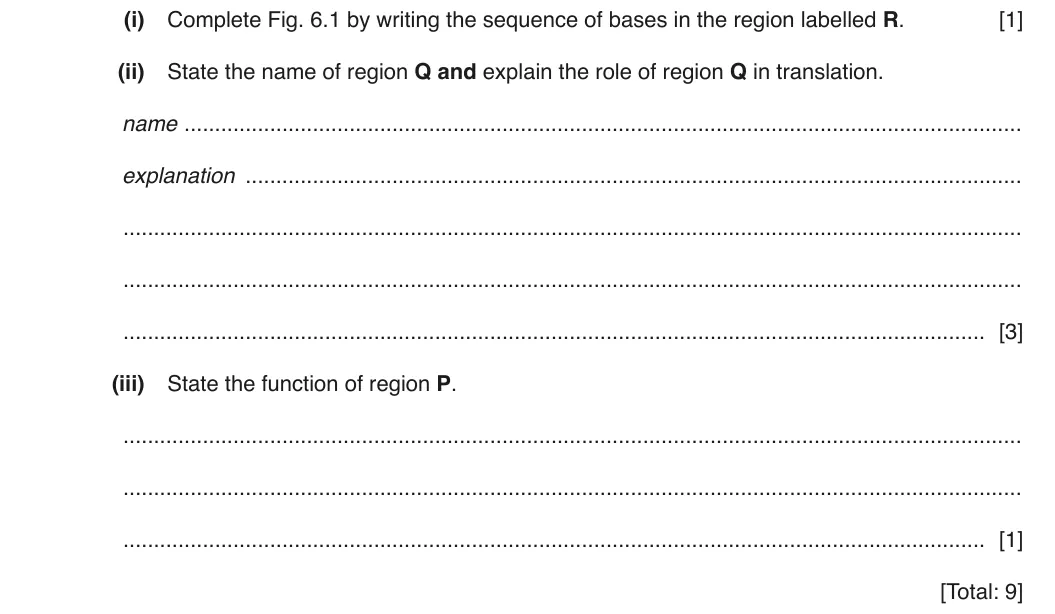 (i) Complete Fig. 6.1 by writing the sequence of bases in the region labelled R. [1]
(ii) State the name of region Q and explain the role of region Q in translation.
name ..........................................................................................................................................
explanation ................................................................................................................................
....................................................................................................................................................
....................................................................................................................................................
.............................................................................................................................................. [3]
(iii) State the function of region P.
....................................................................................................................................................
....................................................................................................................................................
.............................................................................................................................................. [1]
[Total: 9]